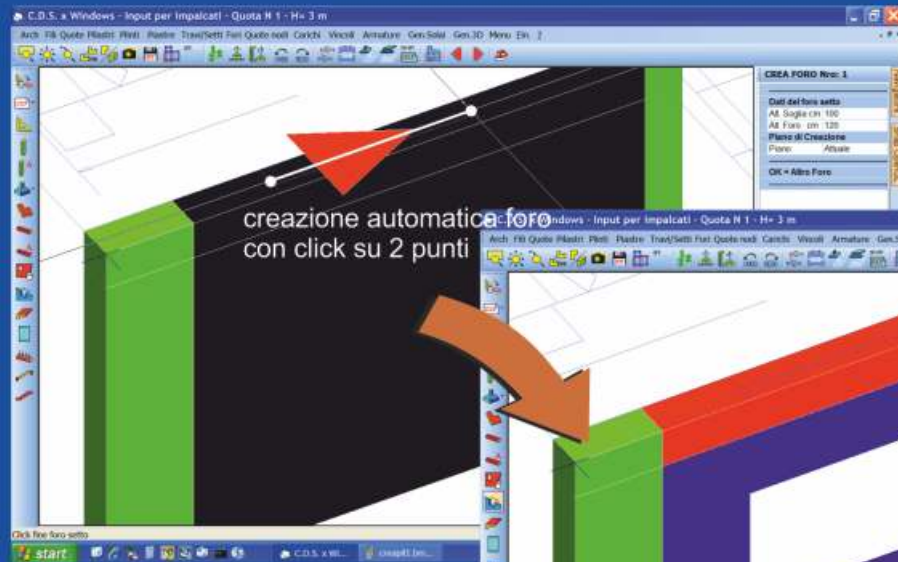 C.D.S. x Windows - Input per Impalcati - Quota N 1 - H= 3 m
Arch Fili Quote Pilastri Plinti Piastre Travi/Setti Fori Quote nodi Carichi Vincoli Armature Gen.Solai Gen.3D Menu Ein. ?
CREA FORO Nro: 1
Dati del foro setto
Alt. Soglia cm 100
Alt. Foro cm 120
Piano di Creazione
Piano: Attuale
OK = Altro Foro
creazione automatica foro
con click su 2 punti
Windows - Input per Impalcati - Quota N 1 - H= 3 m
Arch Fili Quote Pilastri Plinti Piastre Travi/Setti Fori Quote nodi Carichi Vincoli Armature Gen.S
Click fine foro setto
start
C.D.S. x Wi...